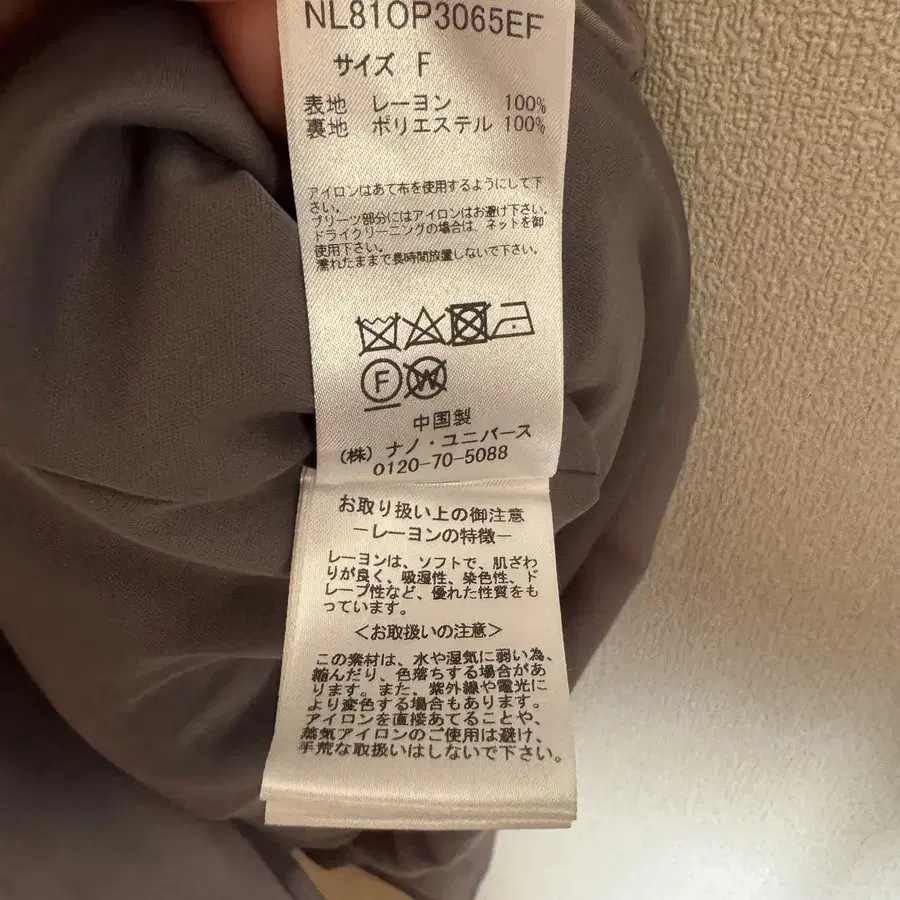 NL81OP3065EF
サイズ F
表地 レーヨン 100%
裏地 ポリエステル 100%
アイロンはあて布を使用するようにして下
さい。
プリーツ部分にはアイロンはお避け下さい。
ドライクリーニングの場合は、ネットを御
使用下さい。
濡れたままで長時間放置しないで下さい。
F W
中国製
(株) ナノ・ユニバース
0120-70-5088
お取り扱い上の御注意
ーレーヨンの特徴ー
レーヨンは、ソフトで、肌ざわ
りが良く、吸湿性、染色性、ド
レープ性など、優れた性質をも
っています。
＜お取扱いの注意＞
この素材は、水や湿気に弱い為、
縮んだり、色落ちする場合があ
ります。また、紫外線や電光に
より変色する場合もあります。
アイロンを直接あてることや、
蒸気アイロンのご使用は避け、
手荒な取扱いはしないで下さい。